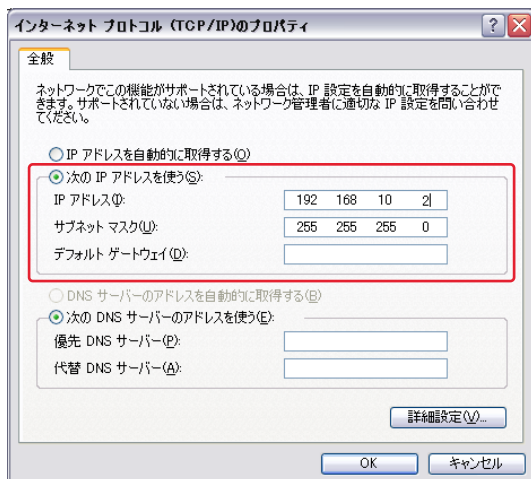 インターネット プロトコル (TCP/IP)のプロパティ
全般
ネットワークでこの機能がサポートされている場合は、IP 設定を自動的に取得することがで
きます。サポートされていない場合は、ネットワーク管理者に適切な IP 設定を問い合わせ
てください。
IP アドレスを自動的に取得する(O)
次の IP アドレスを使う(S):
IP アドレス(I): 192 168 10 2
サブネット マスク(U): 255 255 255 0
デフォルト ゲートウェイ(D):
DNS サーバーのアドレスを自動的に取得する(B)
次の DNS サーバーのアドレスを使う(E):
優先 DNS サーバー(P):
代替 DNS サーバー(A):
詳細設定(V)...
OK キャンセル